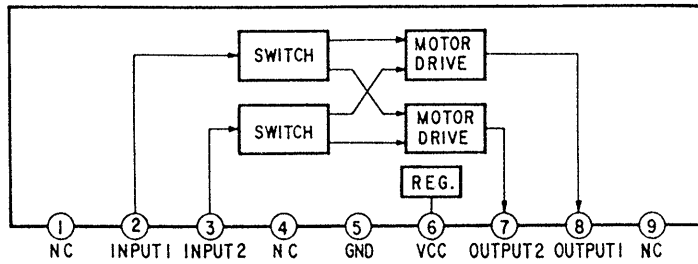 SWITCH
MOTOR
DRIVE
SWITCH
MOTOR
DRIVE
REG.
1 2 3 4 5 6 7 8 9
NC INPUT1 INPUT2 NC GND VCC OUTPUT2 OUTPUT1 NC